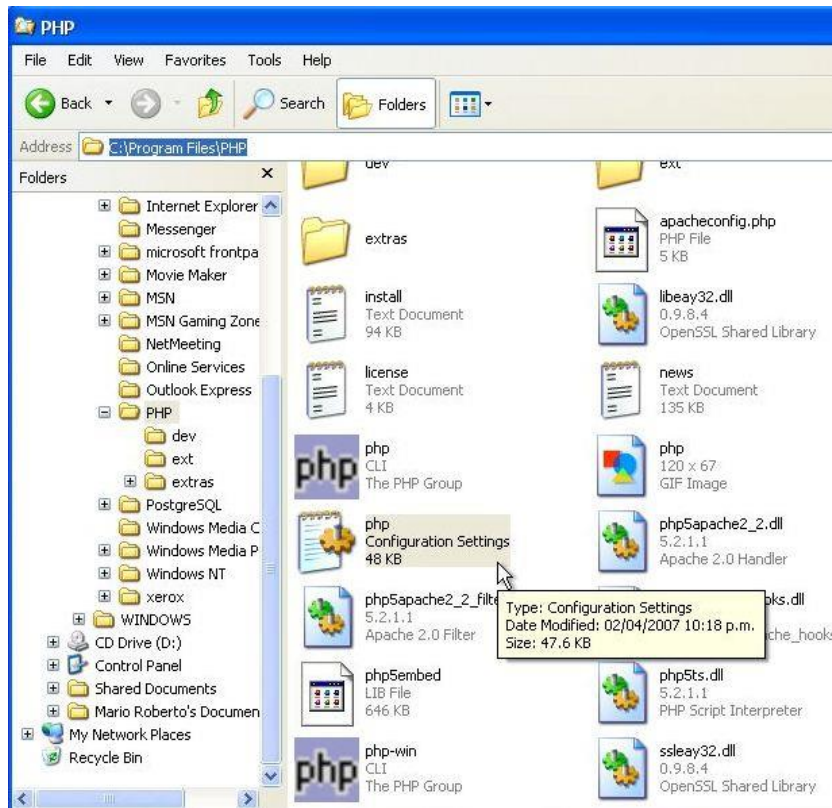 PHP
File Edit View Favorites Tools Help
Back Search Folders
Address C:\Program Files\PHP
Folders
Internet Explorer
Messenger
microsoft frontpa
Movie Maker
MSN
MSN Gaming Zone
NetMeeting
Online Services
Outlook Express
PHP
dev
ext
extras
PostgreSQL
Windows Media C
Windows Media P
Windows NT
xerox
WINDOWS
CD Drive (D:)
Control Panel
Shared Documents
Mario Roberto's Documen
My Network Places
Recycle Bin
dev
ext
extras
apacheconfig.php
PHP File
5 KB
install
Text Document
94 KB
libeay32.dll
0.9.8.4
OpenSSL Shared Library
license
Text Document
4 KB
news
Text Document
135 KB
php
php
CLI
The PHP Group
php
120 x 67
GIF Image
php
Configuration Settings
48 KB
php5apache2_2.dll
5.2.1.1
Apache 2.0 Handler
php5apache2_2_filte
5.2.1.1
Apache 2.0 Filter
oks.dll
che_hooks
Type: Configuration Settings
Date Modified: 02/04/2007 10:18 p.m.
Size: 47.6 KB
php5embed
LIB File
646 KB
php5ts.dll
5.2.1.1
PHP Script Interpreter
php
php-win
CLI
The PHP Group
ssleay32.dll
0.9.8.4
OpenSSL Shared Library